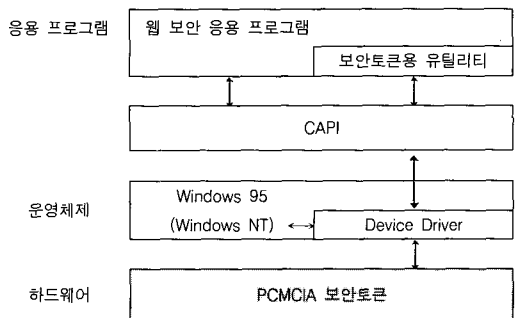 응용 프로그램
웹 보안 응용 프로그램
보안토큰용 유틸리티
CAPI
운영체제
Windows 95
(Windows NT)
Device Driver
하드웨어
PCMCIA 보안토큰